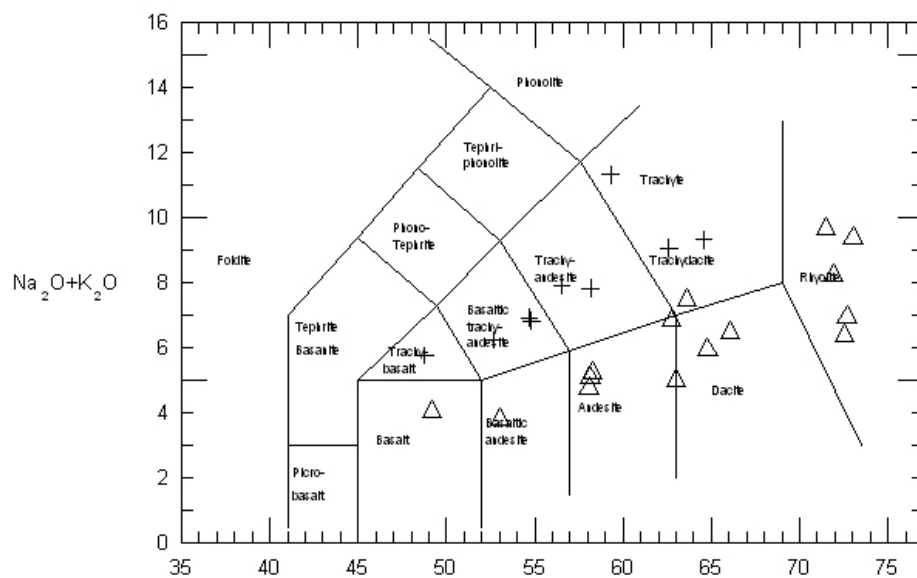 16
14
12
10
8
6
4
2
0
Na₂O+K₂O
35
40
45
50
55
60
65
70
75
Phonolite
Tephri-
phonolite
Trachyte
Phono-
Tephrite
Foidite
Trachy-
andesite
Trachydacite
Rhyolite
Tephrite
Basanite
Basaltic
trachy-
andesite
Trachy-
basalt
Basalt
Basaltic
andesite
Andesite
Dacite
Picro-
basalt